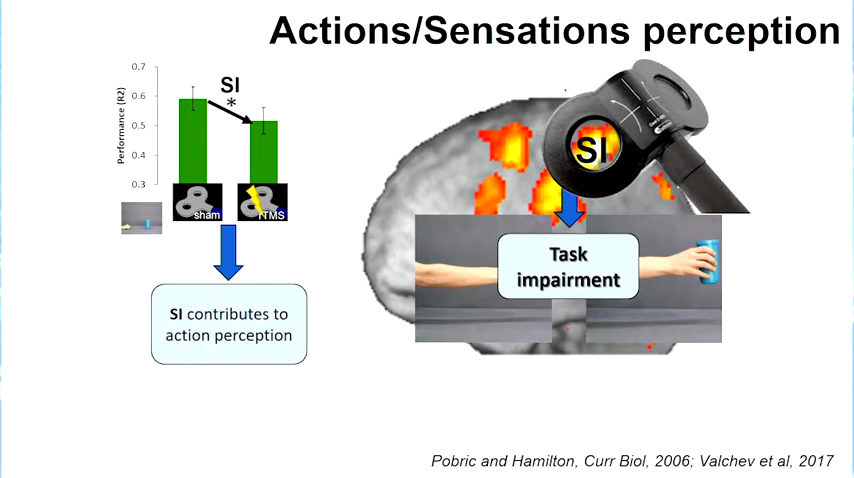 Actions/Sensations perception
0.7
0.6
0.5
0.4
0.3
Performance (R2)
SI
*
sham
rTMS
SI contributes to
action perception
SI
Task
impairment
Pobric and Hamilton, Curr Biol, 2006; Valchev et al, 2017